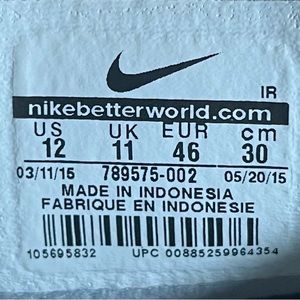 IR
nikebetterworld.com
US UK EUR cm
12 11 46 30
03/11/15 789575-002 05/20/15
MADE IN INDONESIA
FABRIQUE EN INDONESIE
105695832 UPC 00885259964354